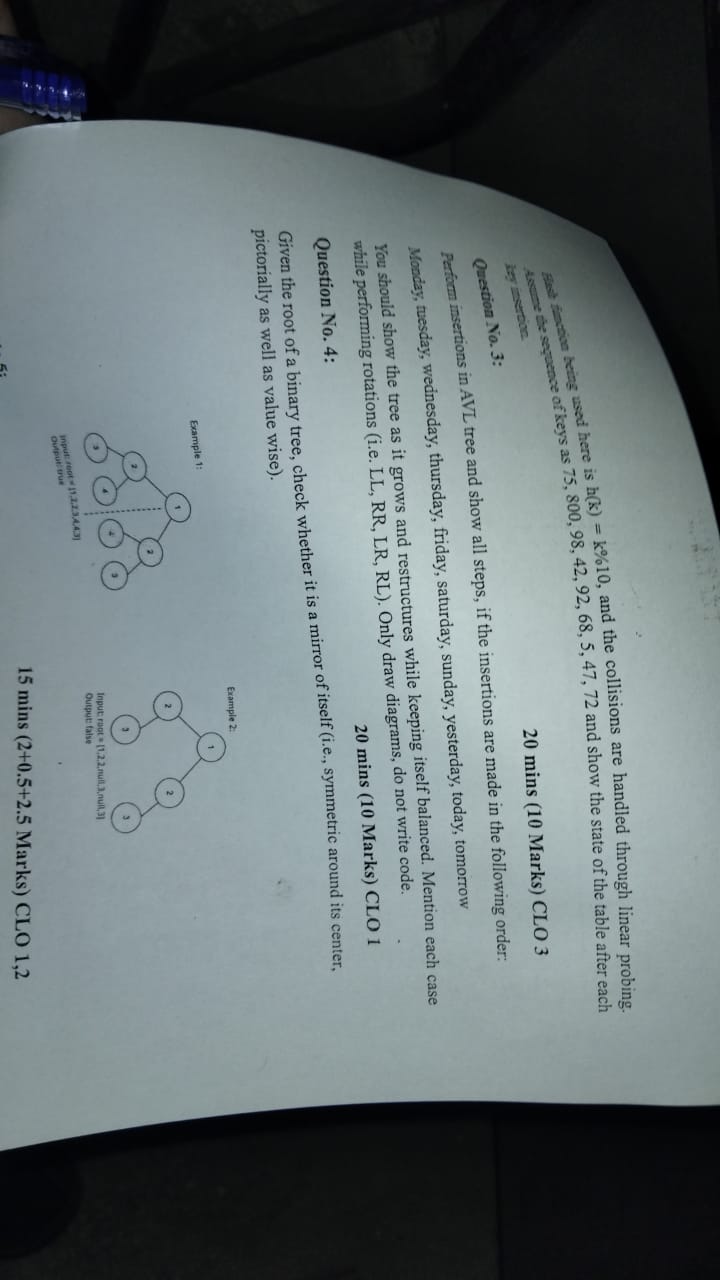 Hash function being used here is h(k) = k%10, and the collisions are handled through linear probing.
Assume the sequence of keys as 75, 800, 98, 42, 92, 68, 5, 47, 72 and show the state of the table after each
key insertion.
20 mins (10 Marks) CLO 3
Question No. 3:
Perform insertions in AVL tree and show all steps, if the insertions are made in the following order:
Monday, tuesday, wednesday, thursday, friday, saturday, sunday, yesterday, today, tomorrow
You should show the tree as it grows and restructures while keeping itself balanced. Mention each case
while performing rotations (i.e. LL, RR, LR, RL). Only draw diagrams, do not write code.
20 mins (10 Marks) CLO 1
Question No. 4:
Given the root of a binary tree, check whether it is a mirror of itself (i.e., symmetric around its center,
pictorially as well as value wise).
Example 1:
1
2 2
3 4 4 3
Input: root = [1,2,2,3,4,4,3]
Output: true
Example 2:
1
2 2
3 3
Input: root = [1,2,2,null,3,null,3]
Output: false
15 mins (2+0.5+2.5 Marks) CLO 1,2
5: